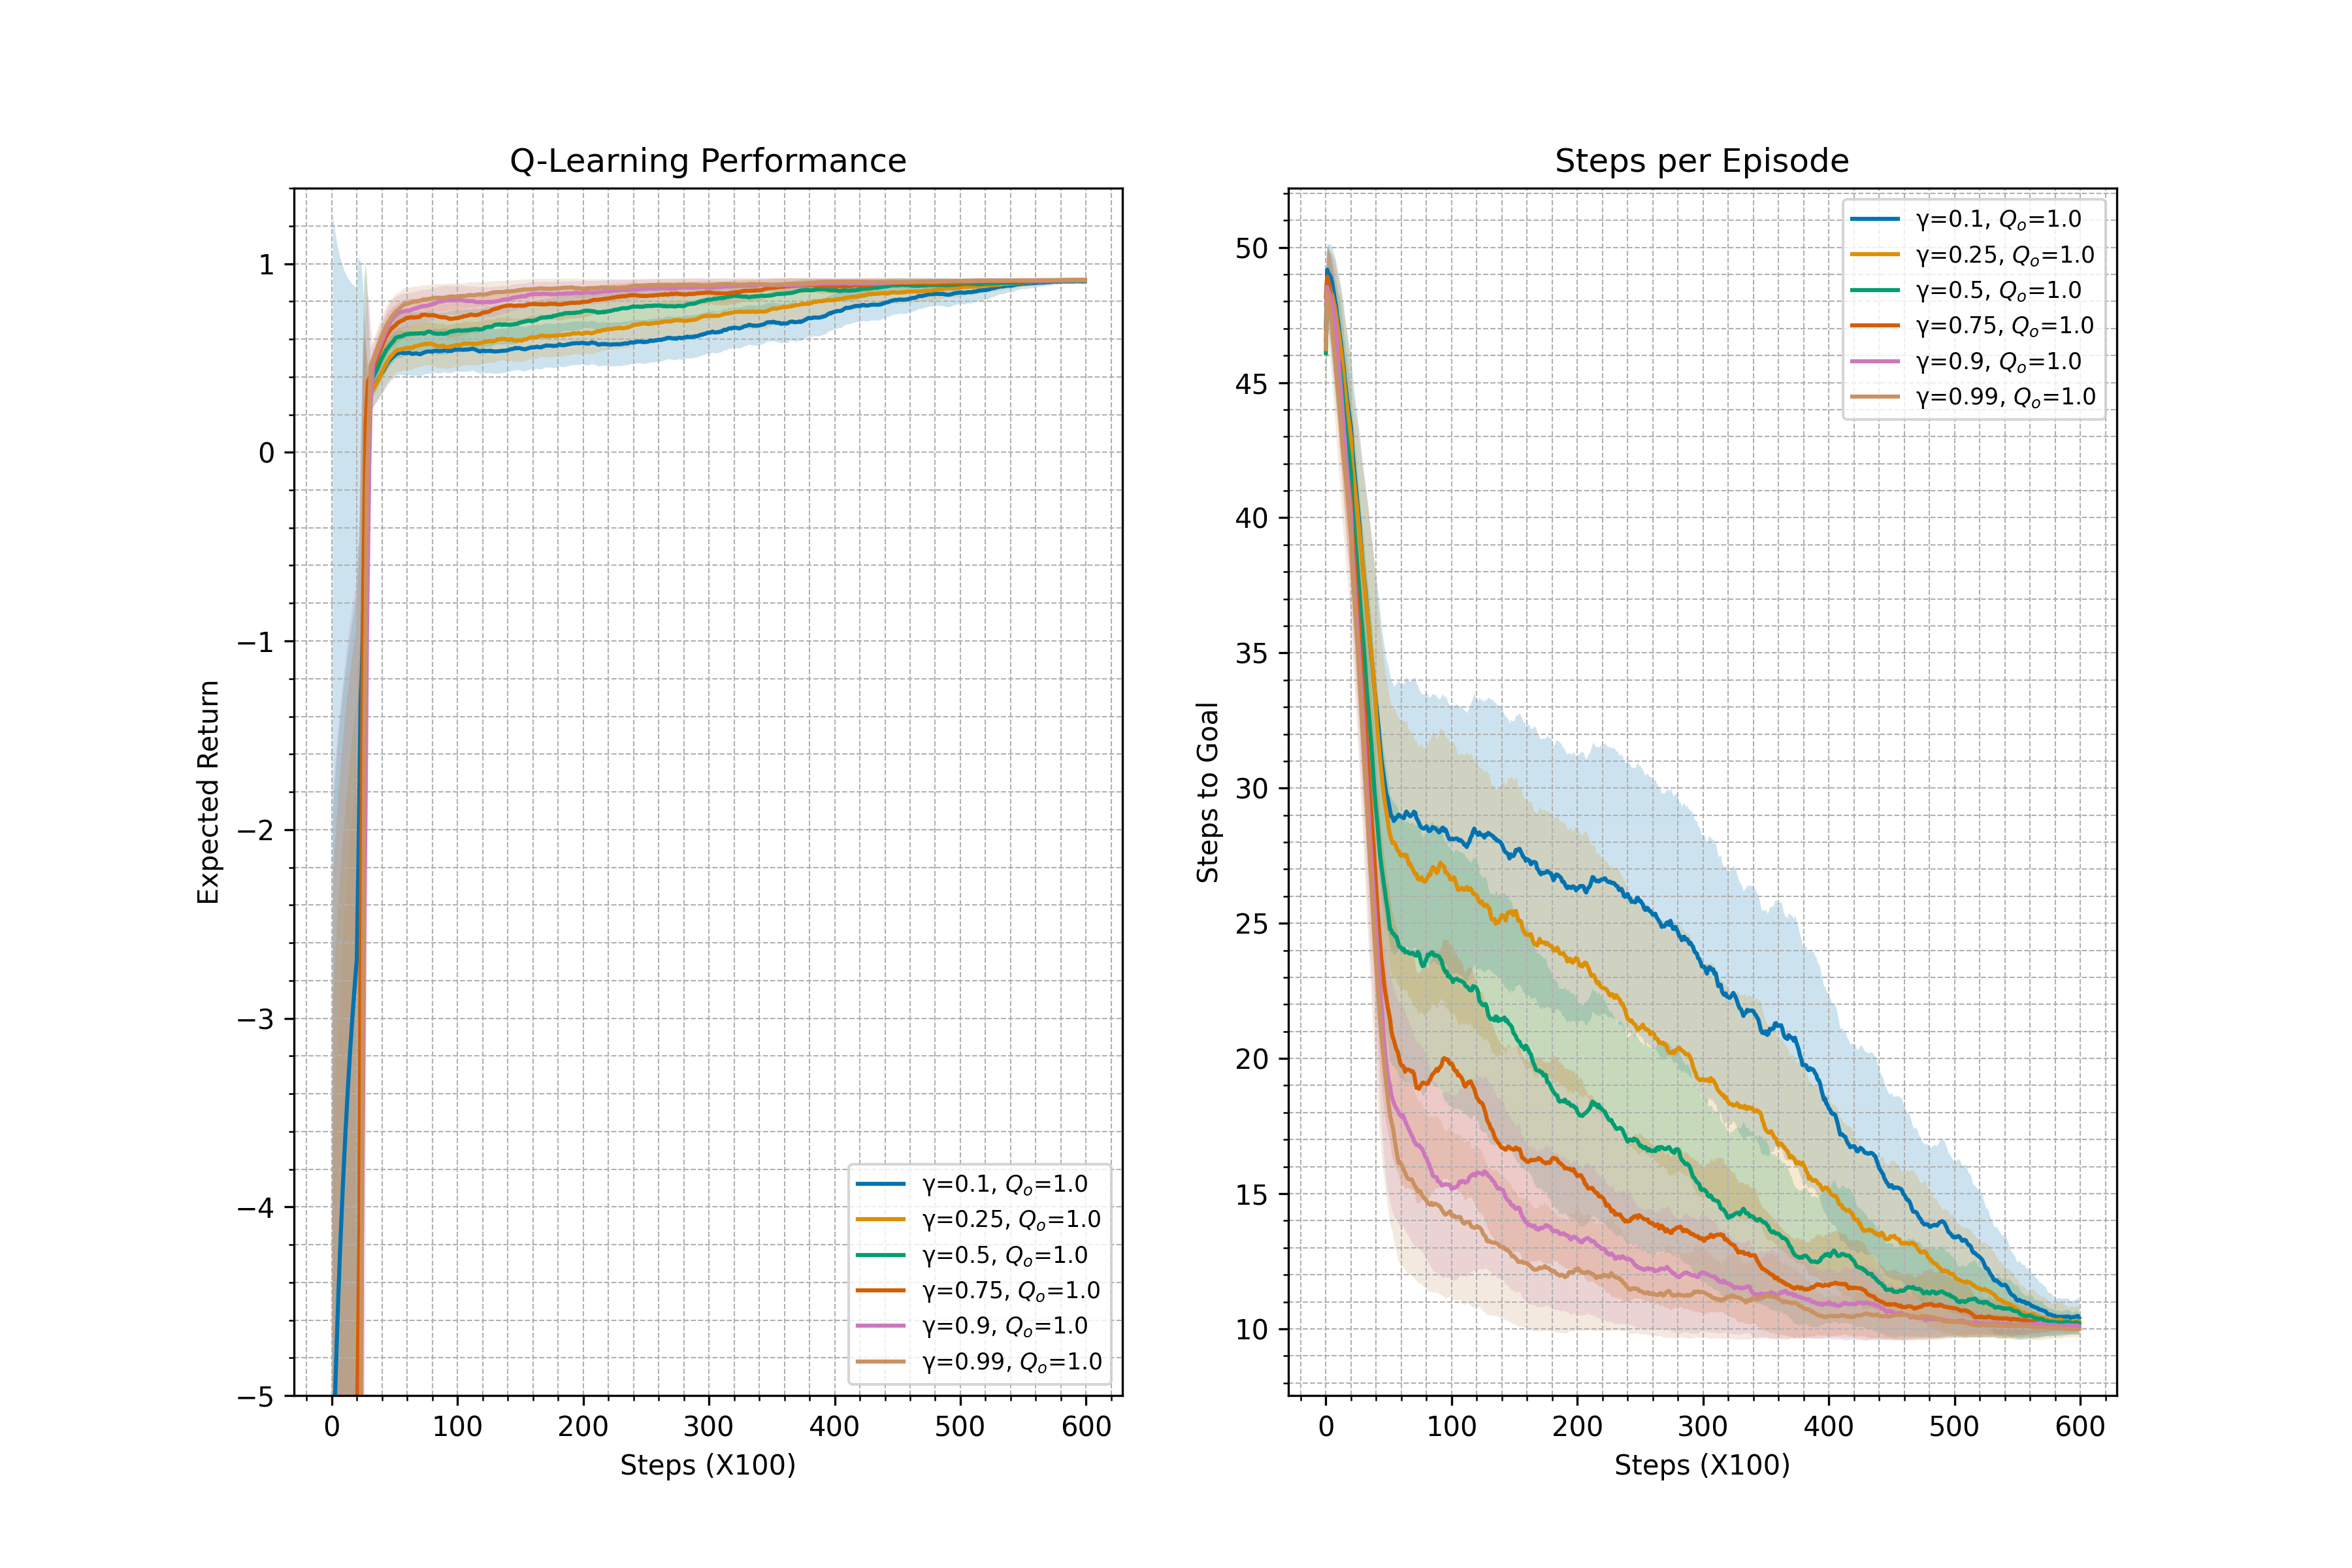 Q-Learning Performance
1
0
−1
−2
−3
−4
−5
Expected Return
0 100 200 300 400 500 600
Steps (X100)
γ=0.1, Qo=1.0
γ=0.25, Qo=1.0
γ=0.5, Qo=1.0
γ=0.75, Qo=1.0
γ=0.9, Qo=1.0
γ=0.99, Qo=1.0
Steps per Episode
50
45
40
35
30
25
20
15
10
Steps to Goal
0 100 200 300 400 500 600
Steps (X100)
γ=0.1, Qo=1.0
γ=0.25, Qo=1.0
γ=0.5, Qo=1.0
γ=0.75, Qo=1.0
γ=0.9, Qo=1.0
γ=0.99, Qo=1.0